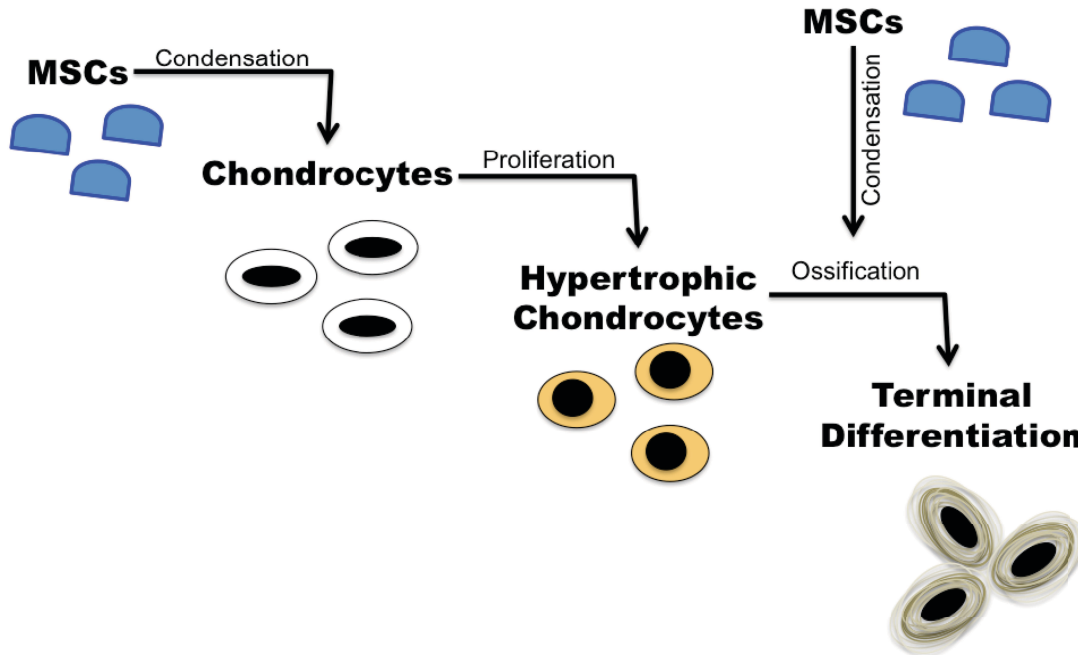 MSCs
Condensation
Chondrocytes
Proliferation
Hypertrophic
Chondrocytes
MSCs
Condensation
Ossification
Terminal
Differentiation